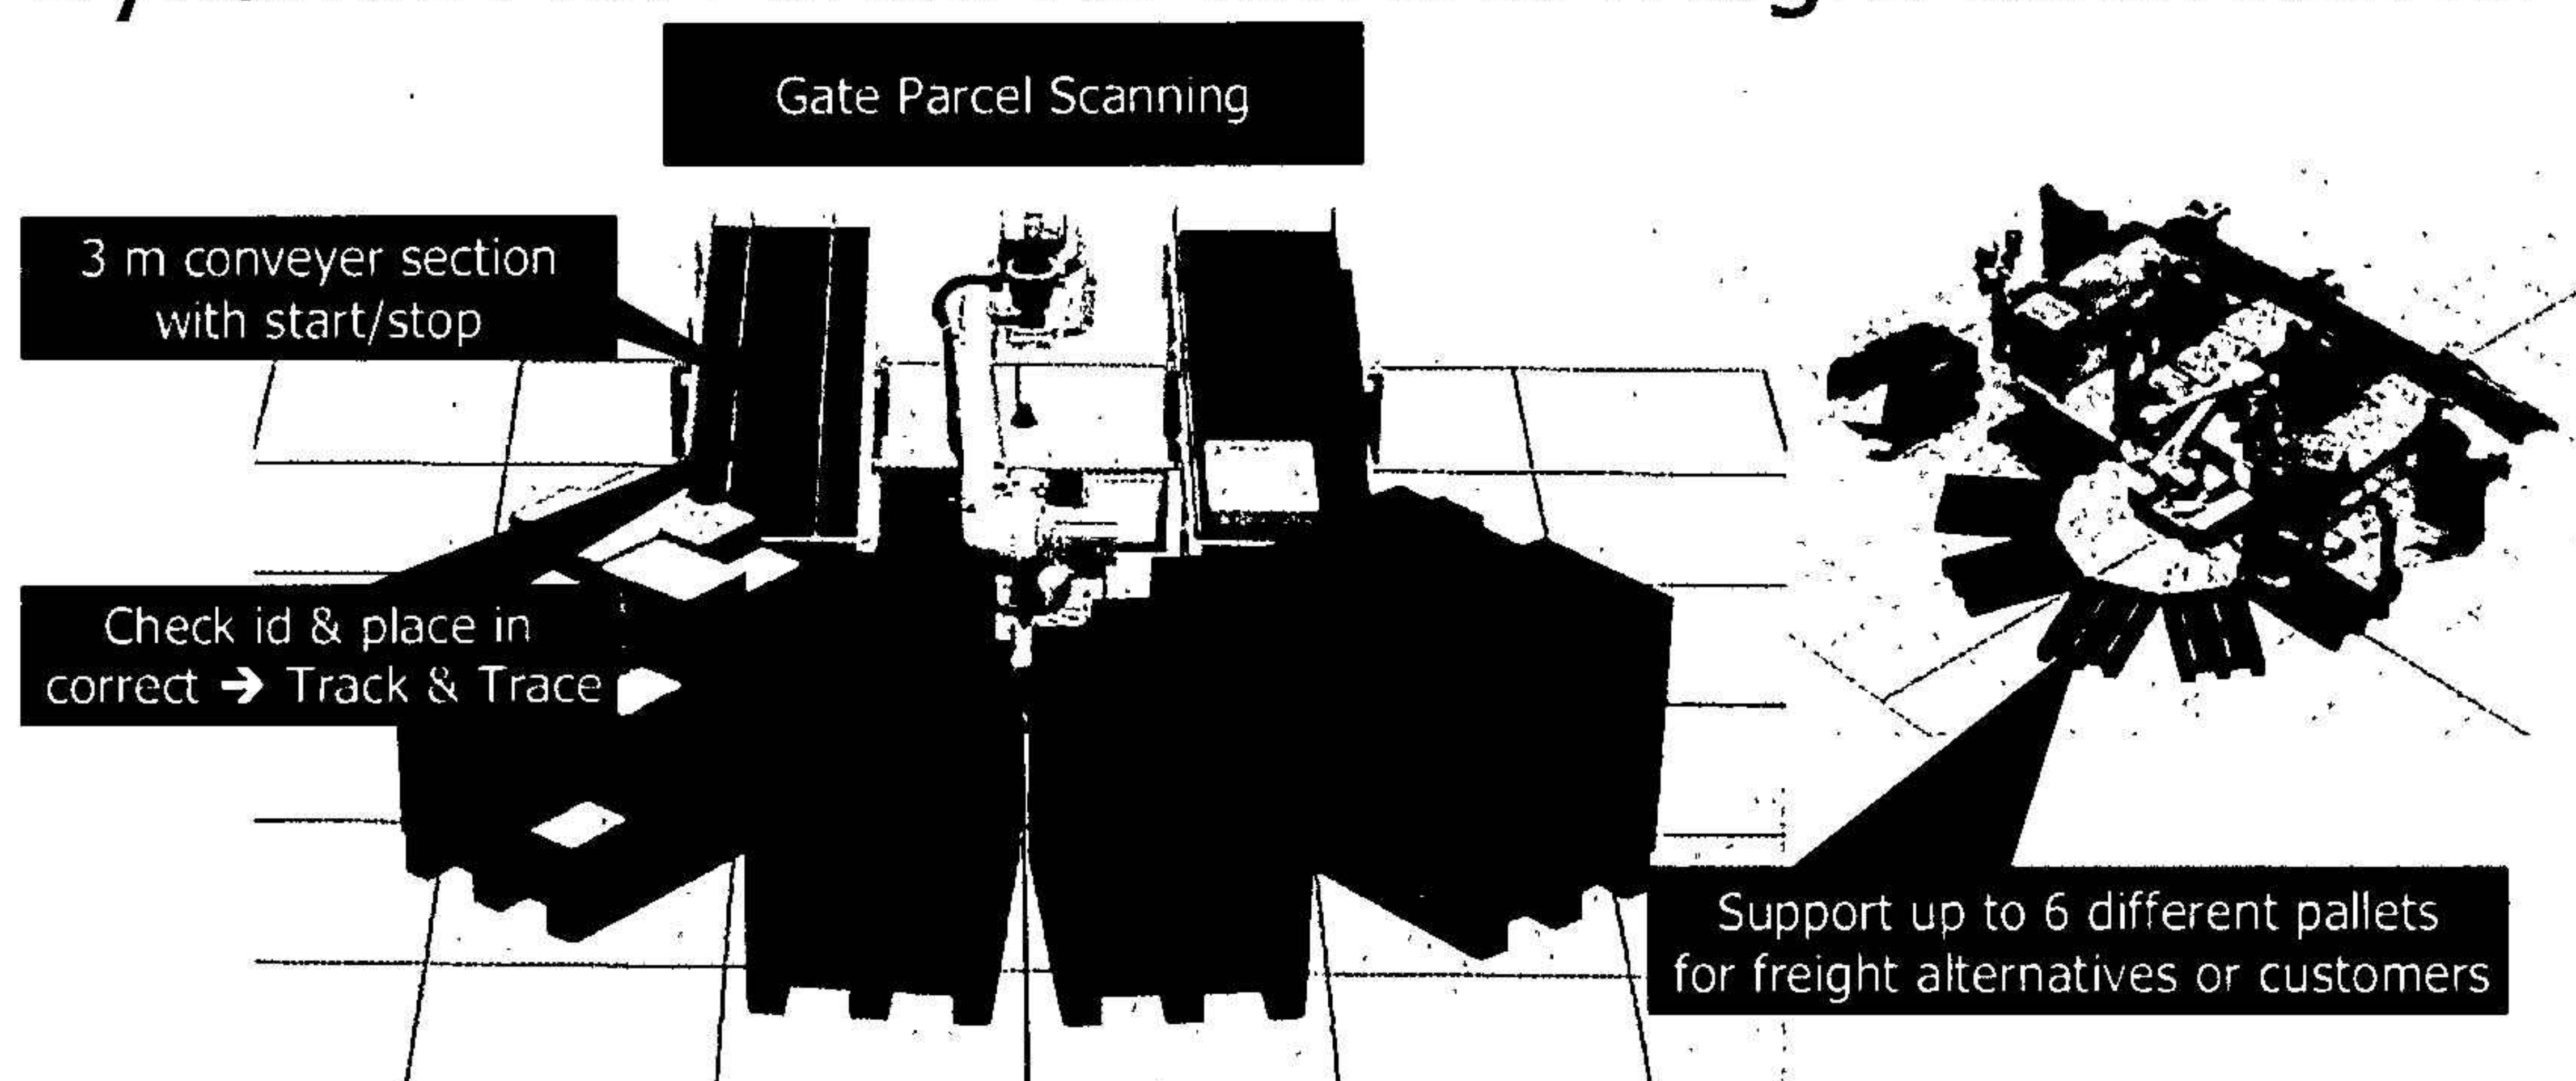 Gate Parcel Scanning
3 m conveyer section
with start/stop
Check id & place in
correct → Track & Trace
Support up to 6 different pallets
for freight alternatives or customers